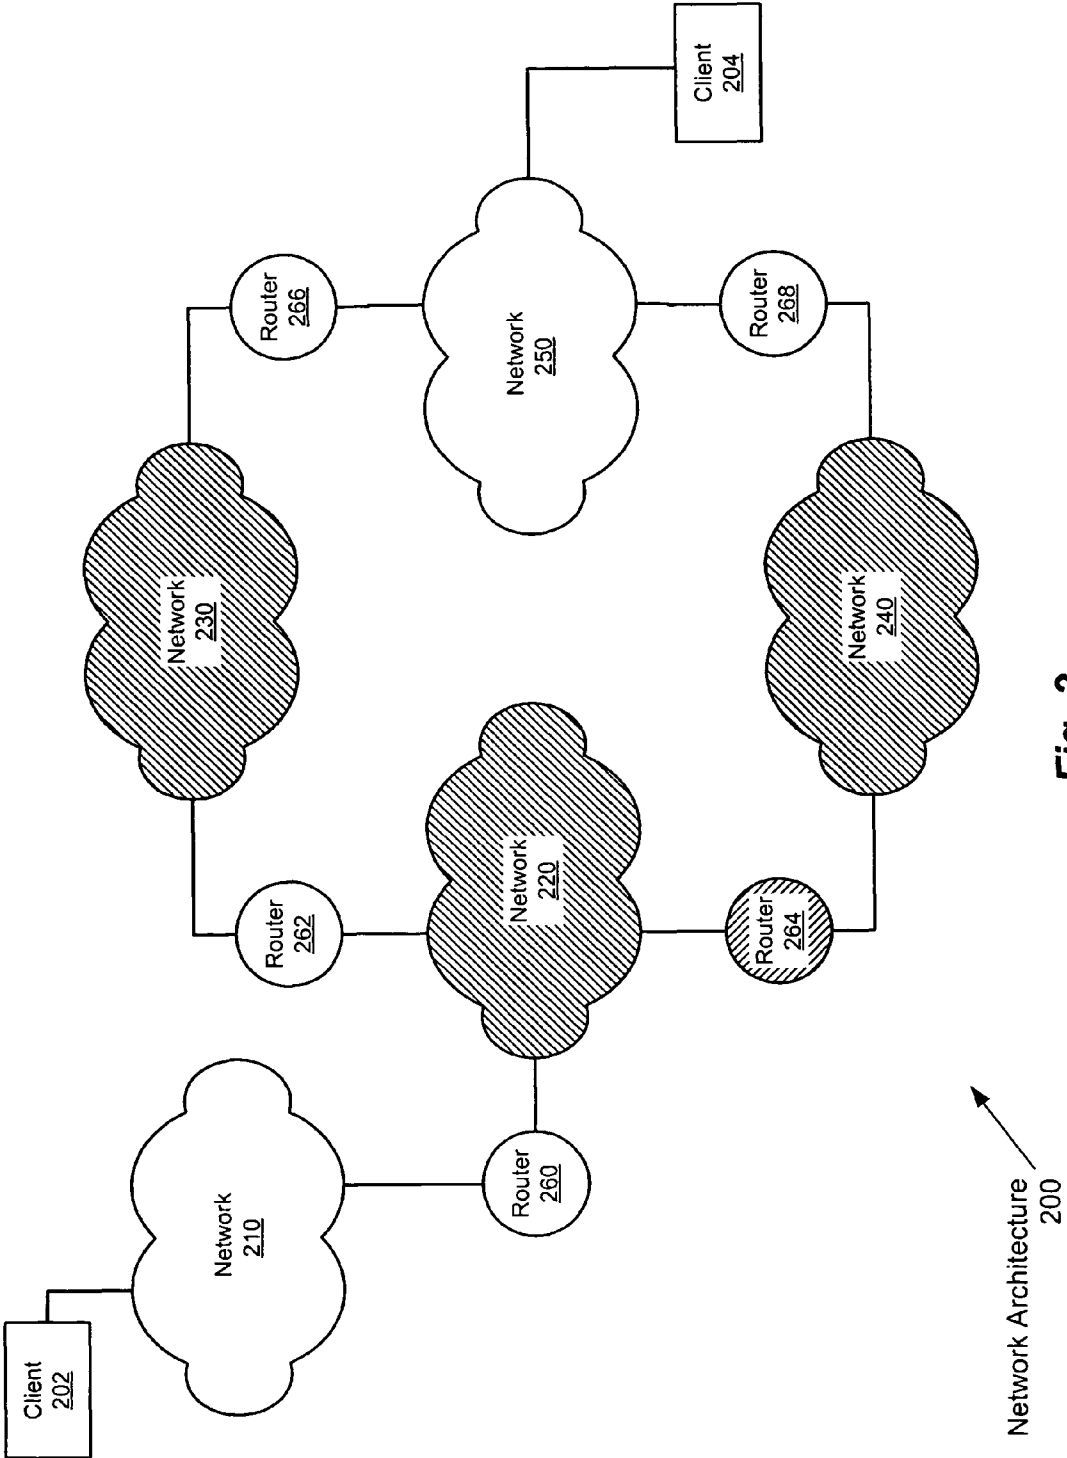 Client
202
Network
210
Router
260
Router
262
Network
220
Router
264
Network
230
Network
240
Router
266
Network
250
Router
268
Client
204
Network Architecture
200